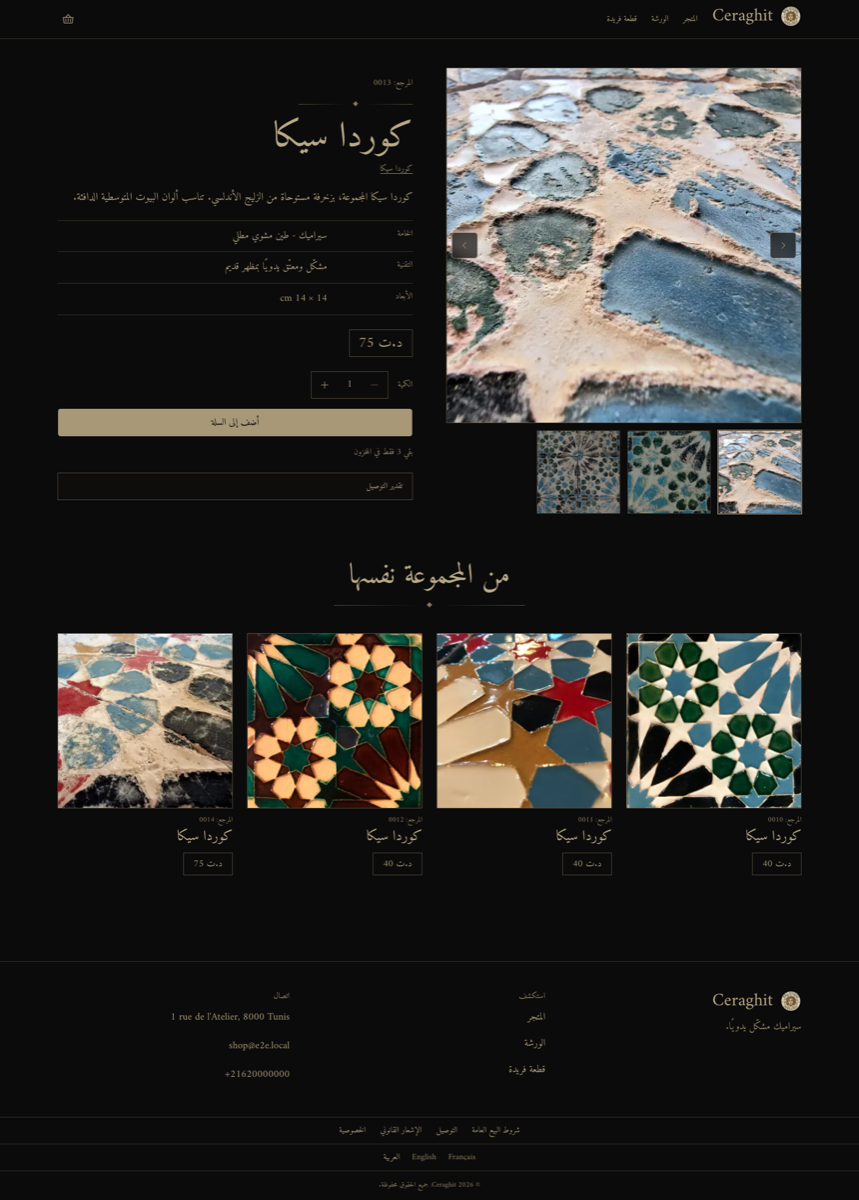 Ceraghit
المتجر
الورشة
قطعة فريدة
المرجع: 0013
كوردا سيكا
كوردا سيكا
كوردا سيكا المجموعة، بزخرفة مستوحاة من الزليج الأندلسي. تناسب ألوان البيوت المتوسطية الدافئة.
الخامة
سيراميك - طين مشوي مطلي
التقنية
مشكّل ومعتّق يدويًا بمظهر قديم
الأبعاد
14 × 14 cm
د.ت 75
الكمية
— 1 +
أضف إلى السلة
بقي 3 فقط في المخزون
تقدير التوصيل
من المجموعة نفسها
المرجع: 0010
كوردا سيكا
د.ت 40
المرجع: 0011
كوردا سيكا
د.ت 40
المرجع: 0012
كوردا سيكا
د.ت 40
المرجع: 0014
كوردا سيكا
د.ت 75
Ceraghit
سيراميك مشكّل يدويًا.
استكشف
المتجر
الورشة
قطعة فريدة
اتصال
1 rue de l'Atelier, 8000 Tunis
shop@e2e.local
+21620000000
شروط البيع العامة
التوصيل
الإشعار القانوني
الخصوصية
Français
English
العربية
© 2026 Ceraghit. جميع الحقوق محفوظة.